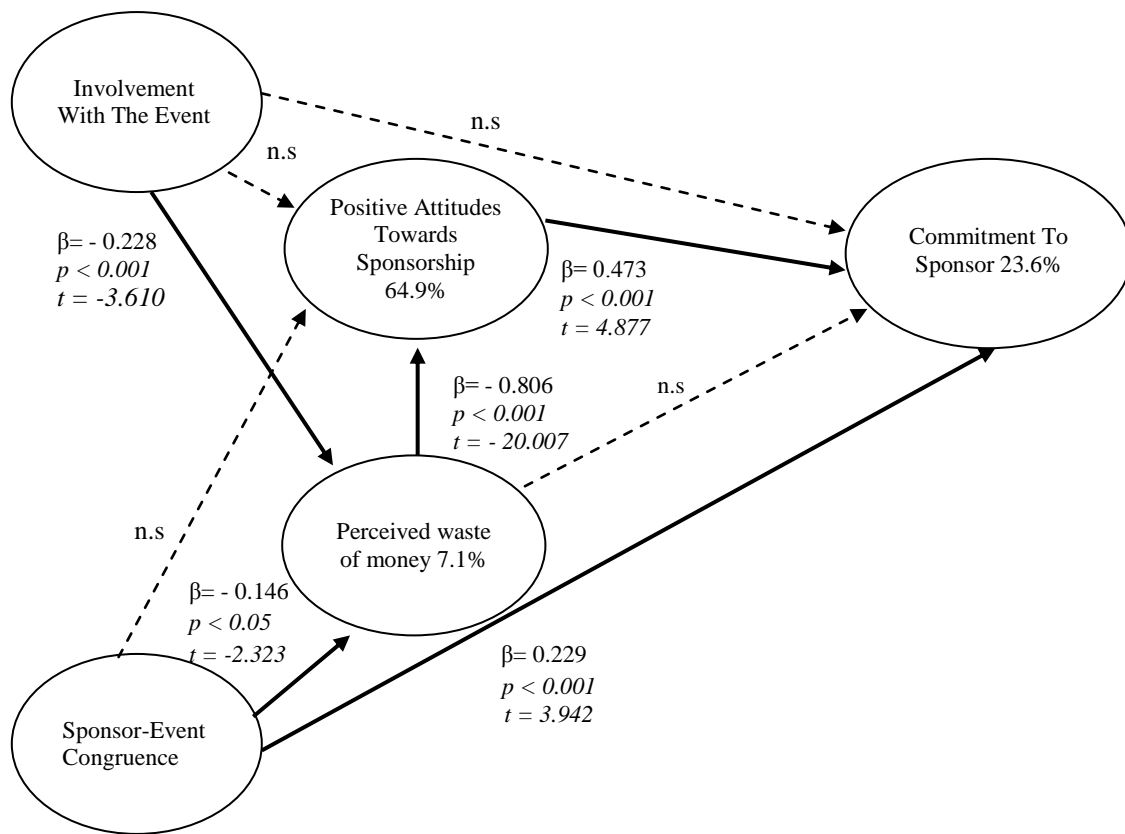 Involvement
With The Event
n.s
n.s
Positive Attitudes
Towards
Sponsorship
64.9%
Commitment To
Sponsor 23.6%
β= - 0.228
p < 0.001
t = -3.610
β= 0.473
p < 0.001
t = 4.877
β= - 0.806
p < 0.001
t = - 20.007
n.s
n.s
Perceived waste
of money 7.1%
β= - 0.146
p < 0.05
t = -2.323
β= 0.229
p < 0.001
t = 3.942
Sponsor-Event
Congruence